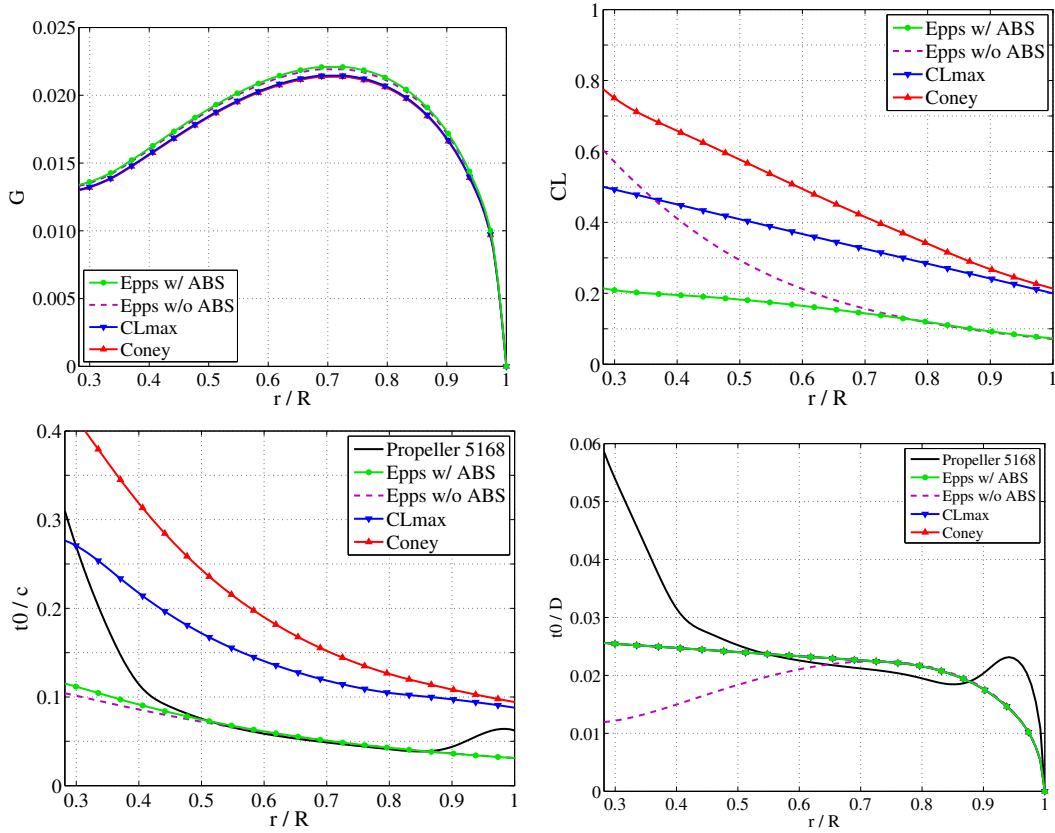 0.025
0.020
0.015
0.010
0.005
0
G
0.3 0.4 0.5 0.6 0.7 0.8 0.9 1
r / R
Epps w/ ABS
Epps w/o ABS
CLmax
Coney
1
0.8
0.6
0.4
0.2
0
CL
0.3 0.4 0.5 0.6 0.7 0.8 0.9 1
r / R
Epps w/ ABS
Epps w/o ABS
CLmax
Coney
0.4
0.3
0.2
0.1
0
t0 / c
0.3 0.4 0.5 0.6 0.7 0.8 0.9 1
r / R
Propeller 5168
Epps w/ ABS
Epps w/o ABS
CLmax
Coney
0.06
0.05
0.04
0.03
0.02
0.01
0
t0 / D
0.3 0.4 0.5 0.6 0.7 0.8 0.9 1
r / R
Propeller 5168
Epps w/ ABS
Epps w/o ABS
CLmax
Coney